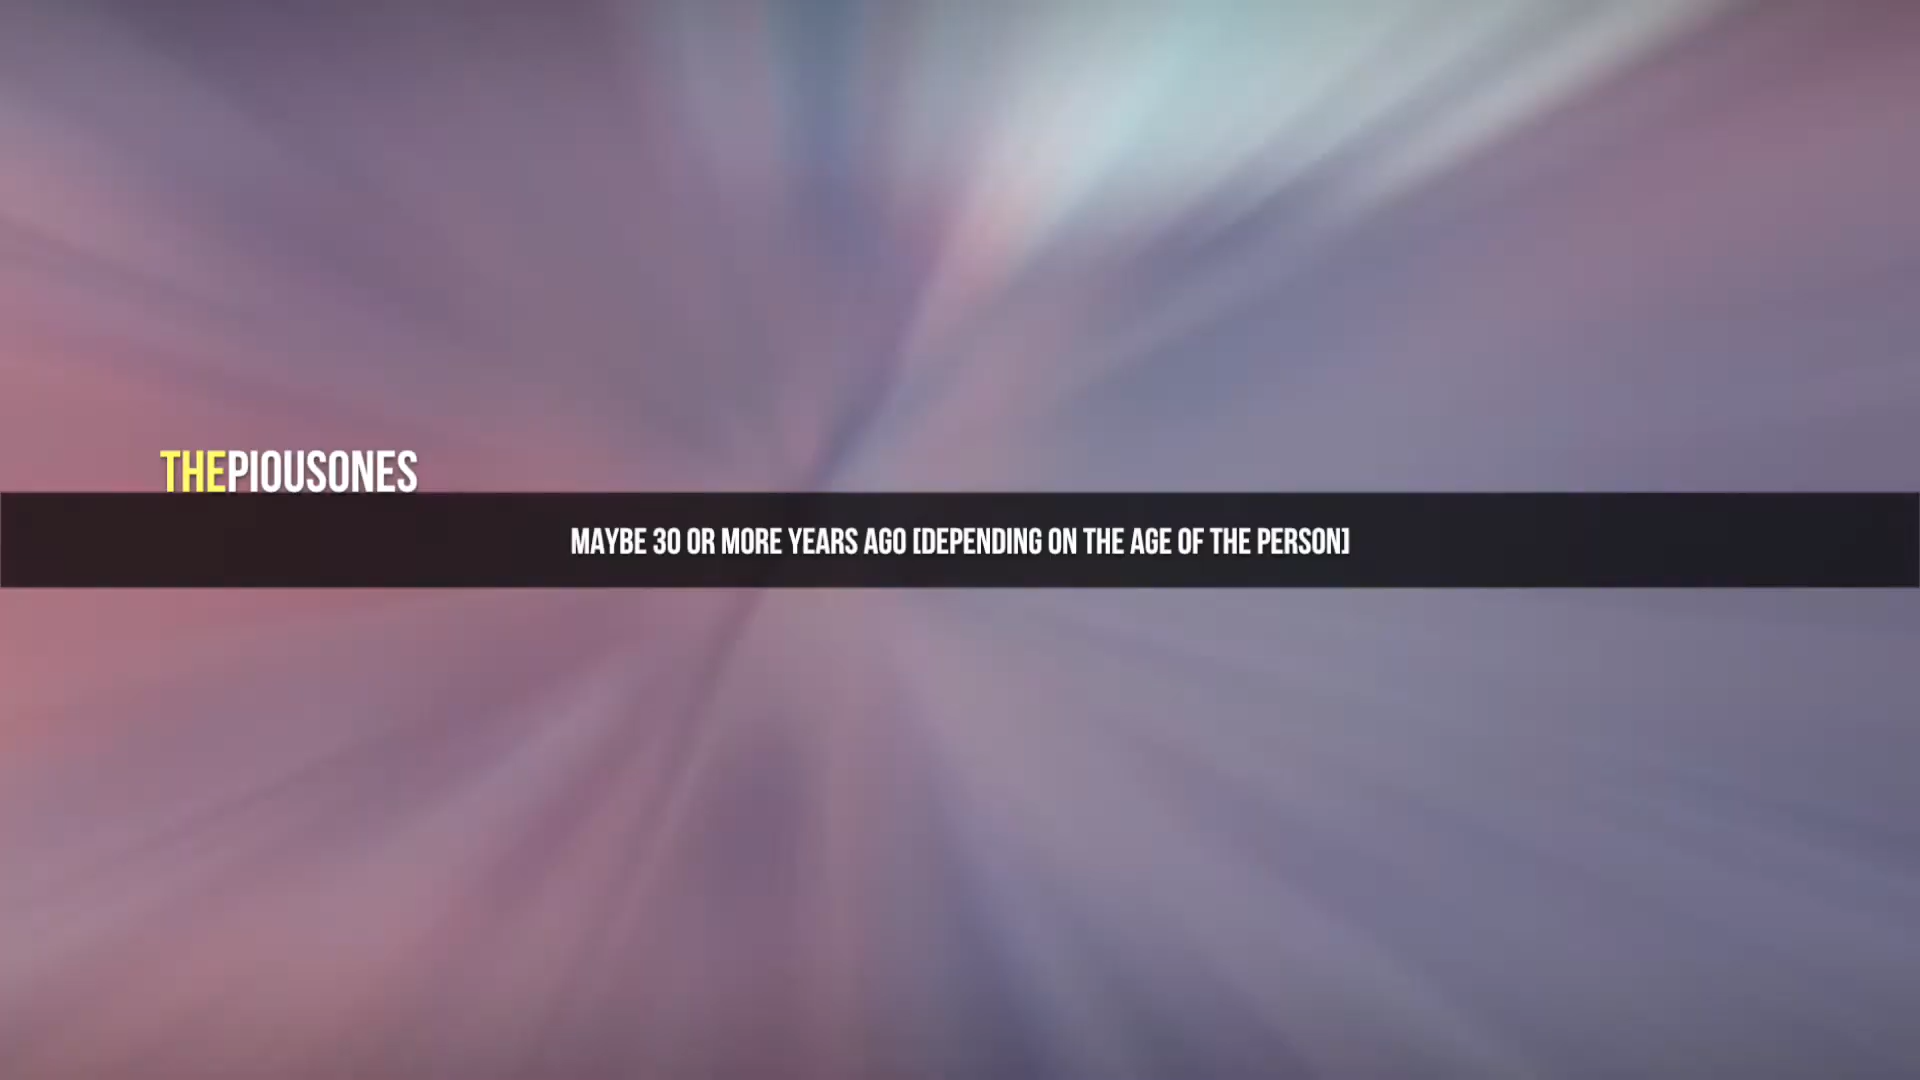 THEPIOUSONES
MAYBE 30 OR MORE YEARS AGO [DEPENDING ON THE AGE OF THE PERSON]